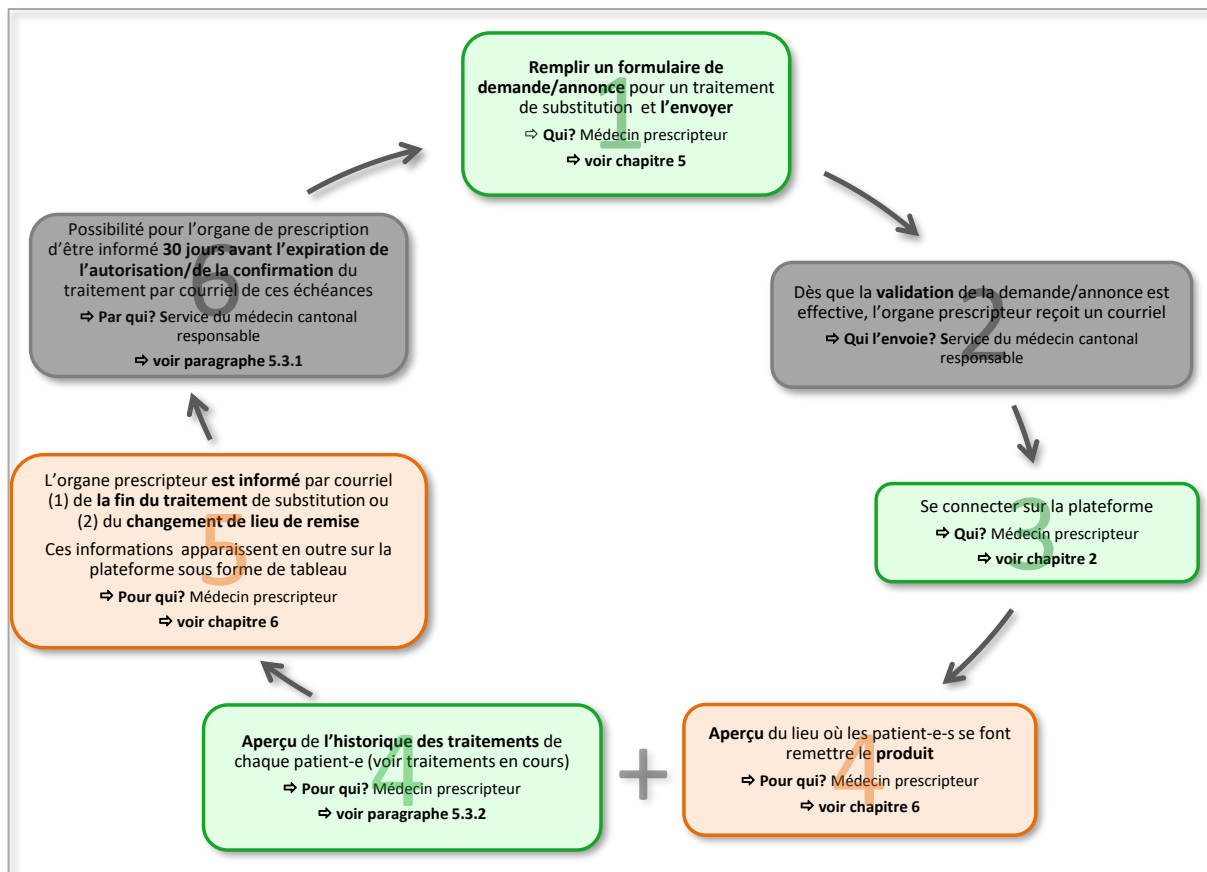 1
Remplir un formulaire de
demande/annonce pour un traitement
de substitution et l'envoyer
⇨ Qui? Médecin prescripteur
⇨ voir chapitre 5
2
Dès que la validation de la demande/annonce est
effective, l'organe prescripteur reçoit un courriel
⇨ Qui l'envoie? Service du médecin cantonal
responsable
3
Se connecter sur la plateforme
⇨ Qui? Médecin prescripteur
⇨ voir chapitre 2
4
Aperçu du lieu où les patient-e-s se font
remettre le produit
⇨ Pour qui? Médecin prescripteur
⇨ voir chapitre 6
+
4
Aperçu de l'historique des traitements de
chaque patient-e (voir traitements en cours)
⇨ Pour qui? Médecin prescripteur
⇨ voir paragraphe 5.3.2
5
L'organe prescripteur est informé par courriel
(1) de la fin du traitement de substitution ou
(2) du changement de lieu de remise
Ces informations apparaissent en outre sur la
plateforme sous forme de tableau
⇨ Pour qui? Médecin prescripteur
⇨ voir chapitre 6
6
Possibilité pour l'organe de prescription
d'être informé 30 jours avant l'expiration de
l'autorisation/de la confirmation du
traitement par courriel de ces échéances
⇨ Par qui? Service du médecin cantonal
responsable
⇨ voir paragraphe 5.3.1